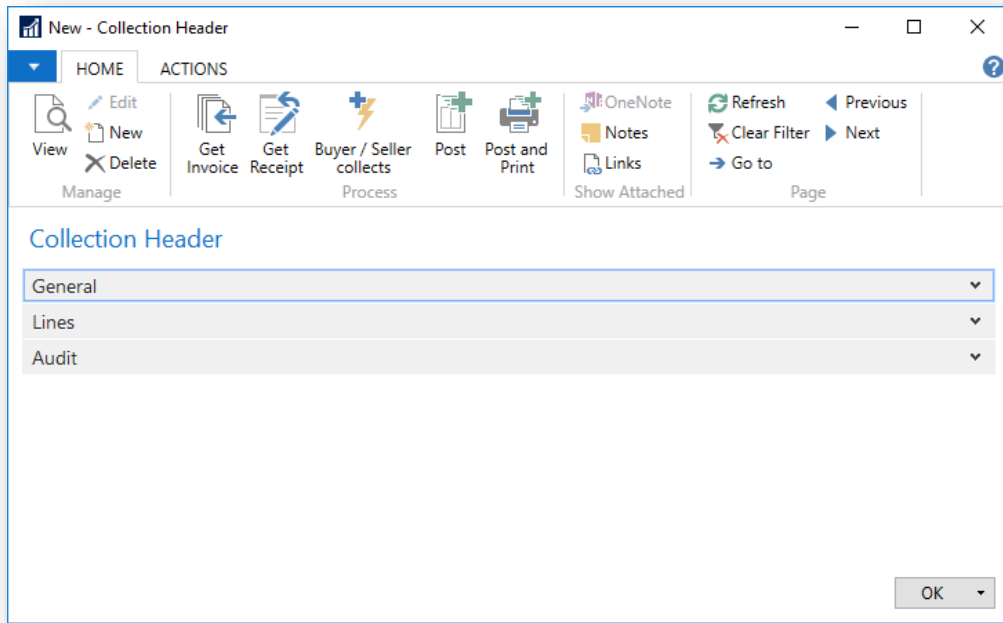 New - Collection Header
HOME ACTIONS
View
Edit
New
Delete
Manage
Get
Invoice
Get
Receipt
Buyer / Seller
collects
Post
Post and
Print
Process
OneNote
Notes
Links
Show Attached
Refresh
Clear Filter
Go to
Previous
Next
Page
Collection Header
General
Lines
Audit
OK